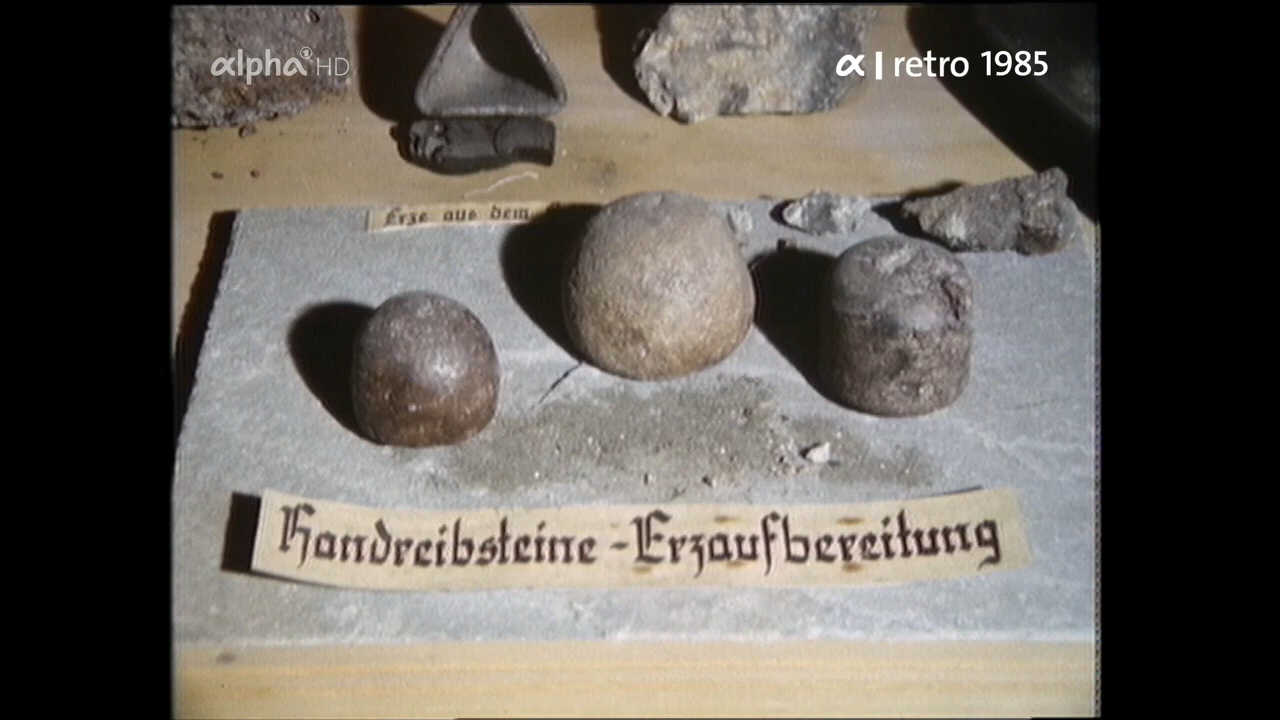 alpha HD
α | retro 1985
Erze aus dem
Handreibsteine - Erzaufbereitung